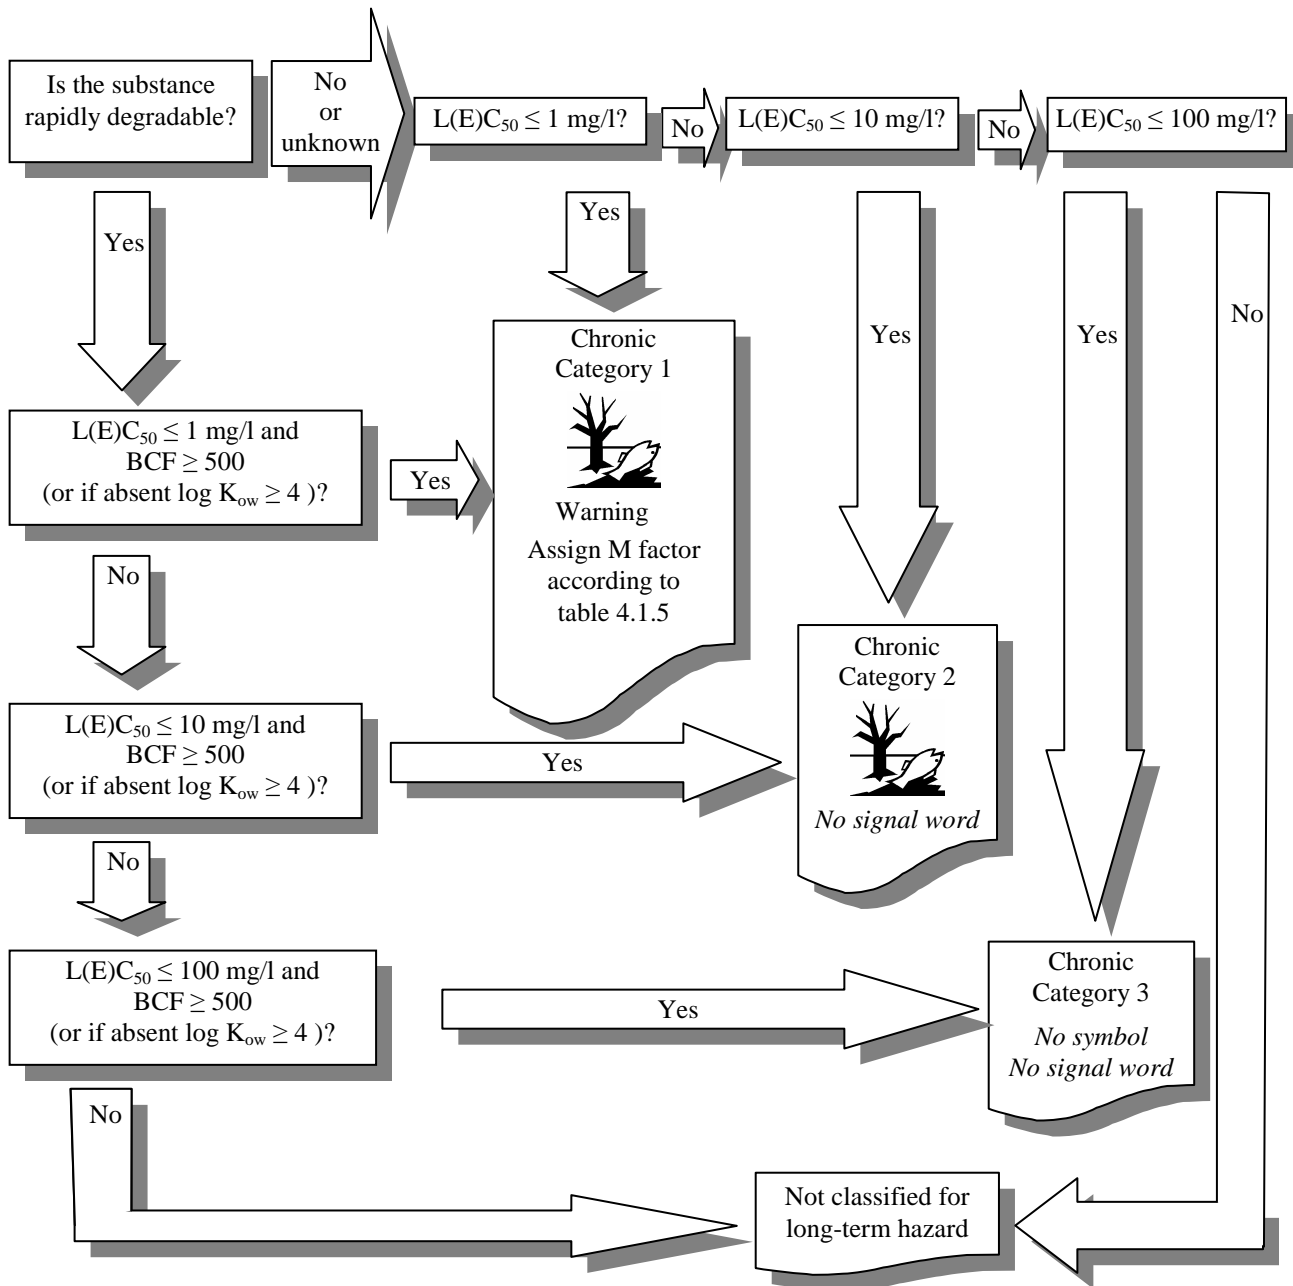 Is the substance
rapidly degradable?
No
or
unknown
L(E)C₅₀ ≤ 1 mg/l?
No
L(E)C₅₀ ≤ 10 mg/l?
No
L(E)C₅₀ ≤ 100 mg/l?
Yes
Yes
Yes
Yes
No
Chronic
Category 1
Warning
Assign M factor
according to
table 4.1.5
L(E)C₅₀ ≤ 1 mg/l and
BCF ≥ 500
(or if absent log Kow ≥ 4 )?
Yes
No
Chronic
Category 2
No signal word
L(E)C₅₀ ≤ 10 mg/l and
BCF ≥ 500
(or if absent log Kow ≥ 4 )?
Yes
No
L(E)C₅₀ ≤ 100 mg/l and
BCF ≥ 500
(or if absent log Kow ≥ 4 )?
Yes
Chronic
Category 3
No symbol
No signal word
No
Not classified for
long-term hazard